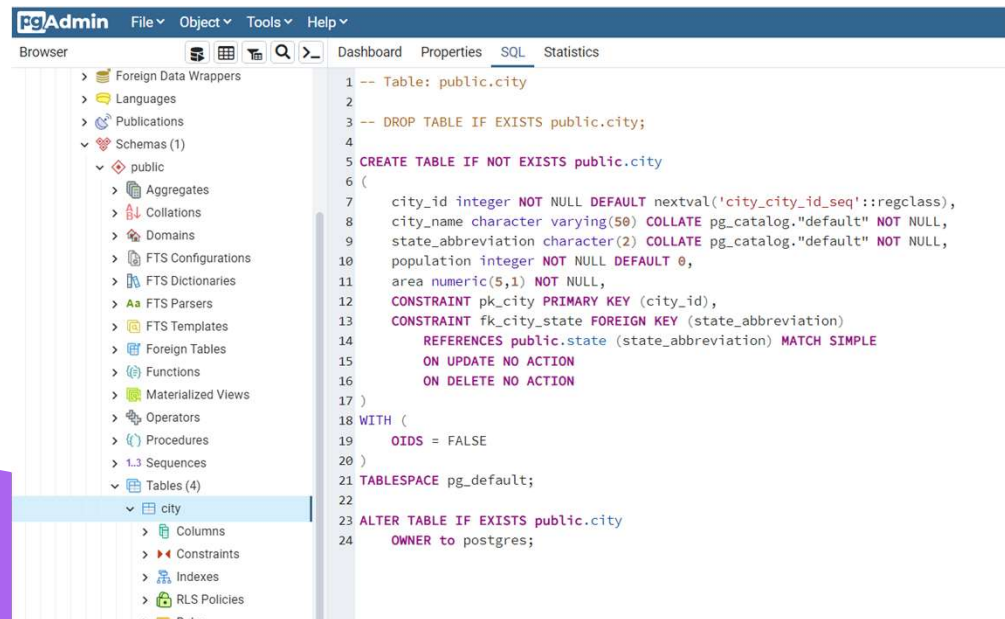 pgAdmin File Object Tools Help
Browser Dashboard Properties SQL Statistics
Foreign Data Wrappers
Languages
Publications
Schemas (1)
public
Aggregates
Collations
Domains
FTS Configurations
FTS Dictionaries
Aa FTS Parsers
FTS Templates
Foreign Tables
Functions
Materialized Views
Operators
Procedures
1..3 Sequences
Tables (4)
city
Columns
Constraints
Indexes
RLS Policies
1 -- Table: public.city
2
3 -- DROP TABLE IF EXISTS public.city;
4
5 CREATE TABLE IF NOT EXISTS public.city
6 (
7     city_id integer NOT NULL DEFAULT nextval('city_city_id_seq'::regclass),
8     city_name character varying(50) COLLATE pg_catalog."default" NOT NULL,
9     state_abbreviation character(2) COLLATE pg_catalog."default" NOT NULL,
10     population integer NOT NULL DEFAULT 0,
11     area numeric(5,1) NOT NULL,
12     CONSTRAINT pk_city PRIMARY KEY (city_id),
13     CONSTRAINT fk_city_state FOREIGN KEY (state_abbreviation)
14         REFERENCES public.state (state_abbreviation) MATCH SIMPLE
15         ON UPDATE NO ACTION
16         ON DELETE NO ACTION
17 )
18 WITH (
19     OIDS = FALSE
20 )
21 TABLESPACE pg_default;
22
23 ALTER TABLE IF EXISTS public.city
24     OWNER to postgres;